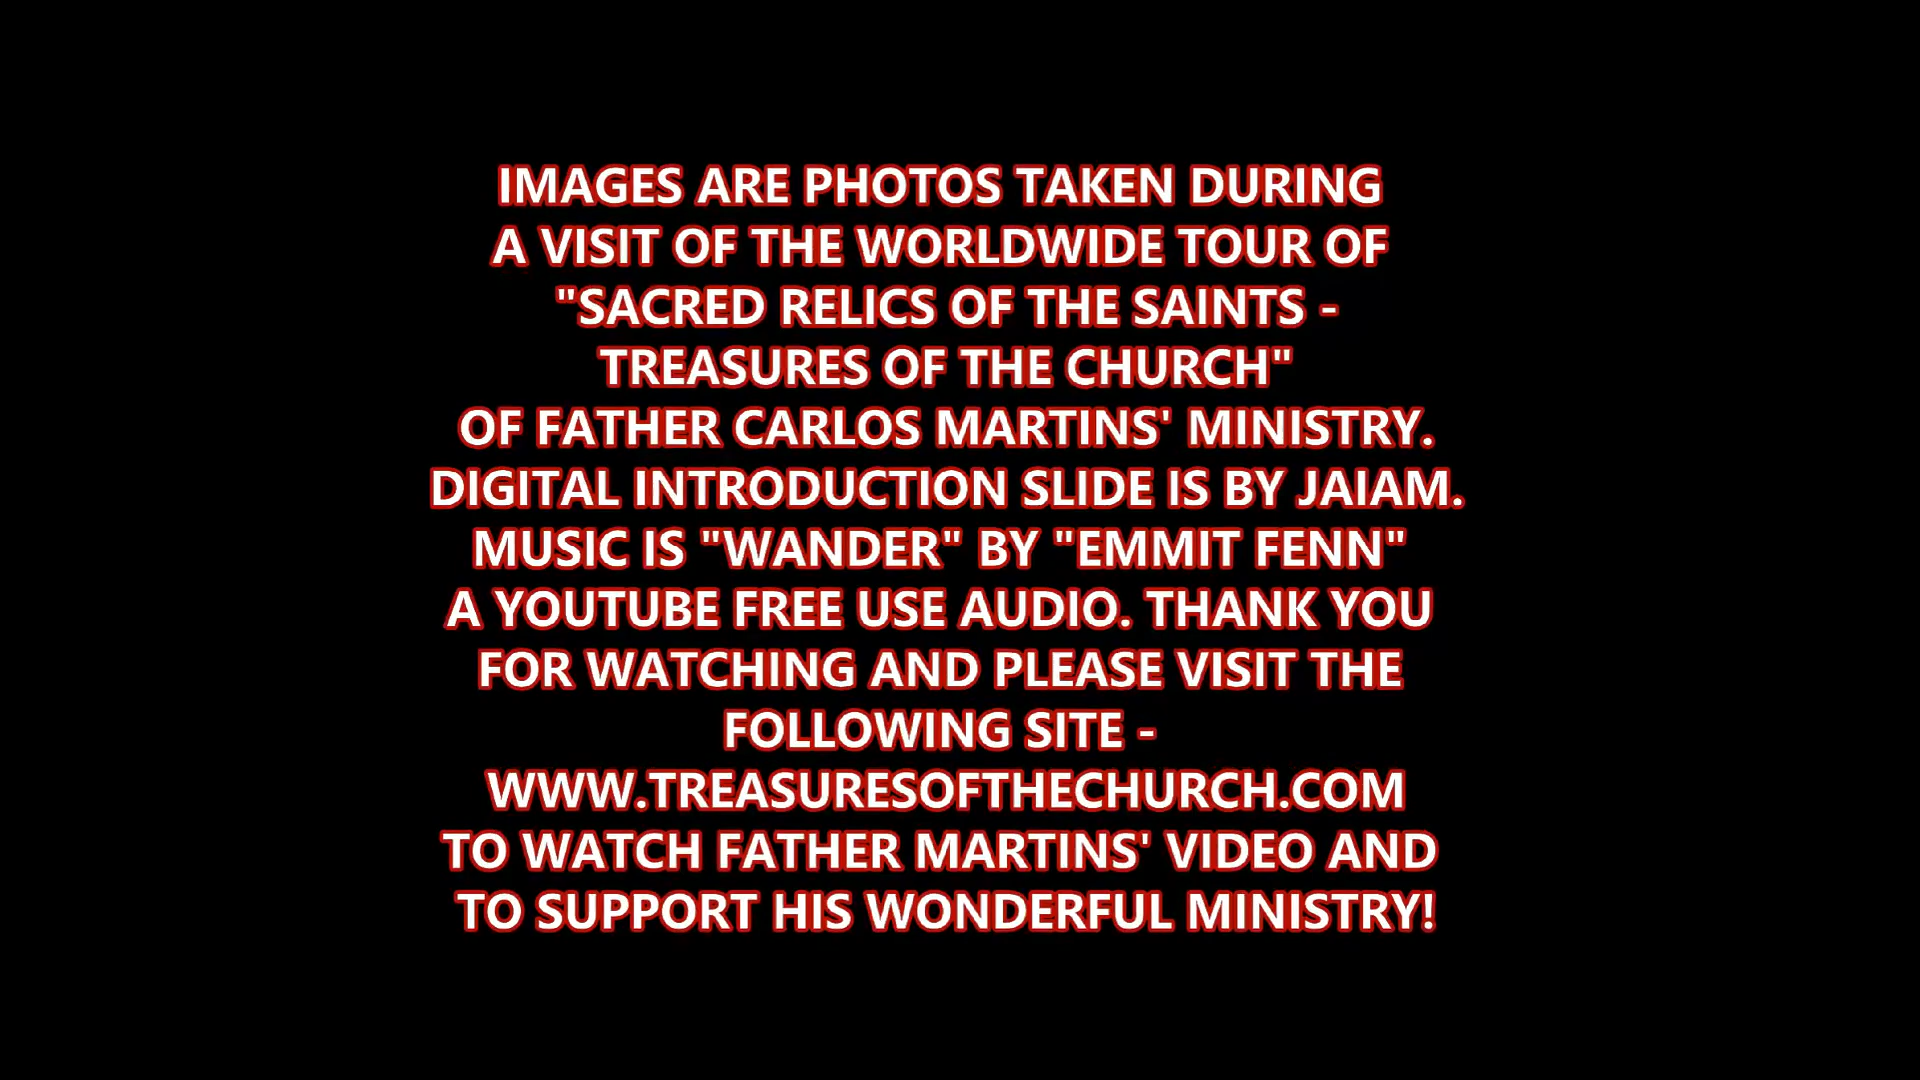 IMAGES ARE PHOTOS TAKEN DURING
A VISIT OF THE WORLDWIDE TOUR OF
"SACRED RELICS OF THE SAINTS -
TREASURES OF THE CHURCH"
OF FATHER CARLOS MARTINS' MINISTRY.
DIGITAL INTRODUCTION SLIDE IS BY JAIAM.
MUSIC IS "WANDER" BY "EMMIT FENN"
A YOUTUBE FREE USE AUDIO. THANK YOU
FOR WATCHING AND PLEASE VISIT THE
FOLLOWING SITE -
WWW.TREASURESOFTHECHURCH.COM
TO WATCH FATHER MARTINS' VIDEO AND
TO SUPPORT HIS WONDERFUL MINISTRY!